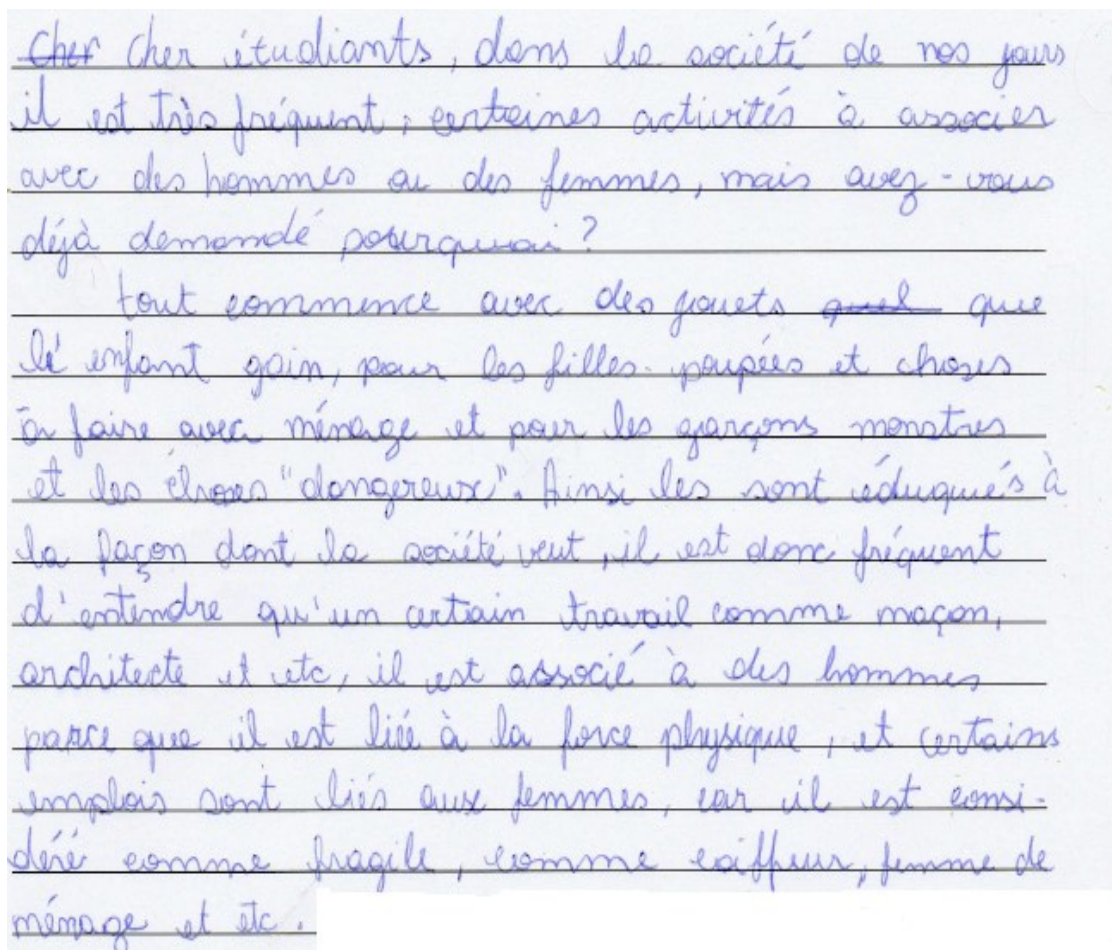 Cher Cher étudiants, dans la société de nos jours
il est très fréquent, certaines activités à associer
avec des hommes ou des femmes, mais avez-vous
déjà demandé pourquoi?
tout commence avec des jouets quel que
lé enfant gain, pour les filles. poupées et choses
à faire avec ménage et pour les garçons monstres
et les choses "dangereux". Ainsi les sont éduqués à
la façon dont la société veut, il est donc fréquent
d'entendre qu'un certain travail comme maçon,
architecte et etc, il est associé à des hommes
parce que il est liée à la force physique, et certains
emplois sont liés aux femmes, car il est consi-
déré comme fragile, comme coiffeur, femme de
ménage et etc.